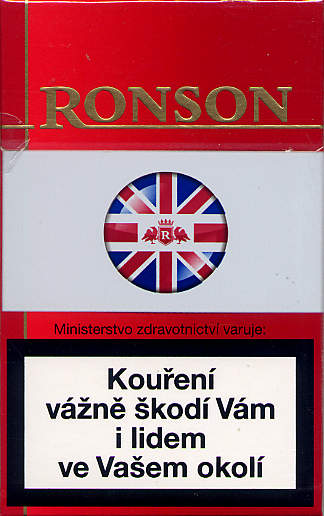 RONSON
R
Ministerstvo zdravotnictví varuje:
Kouření
vážně škodí Vám
i lidem
ve Vašem okolí